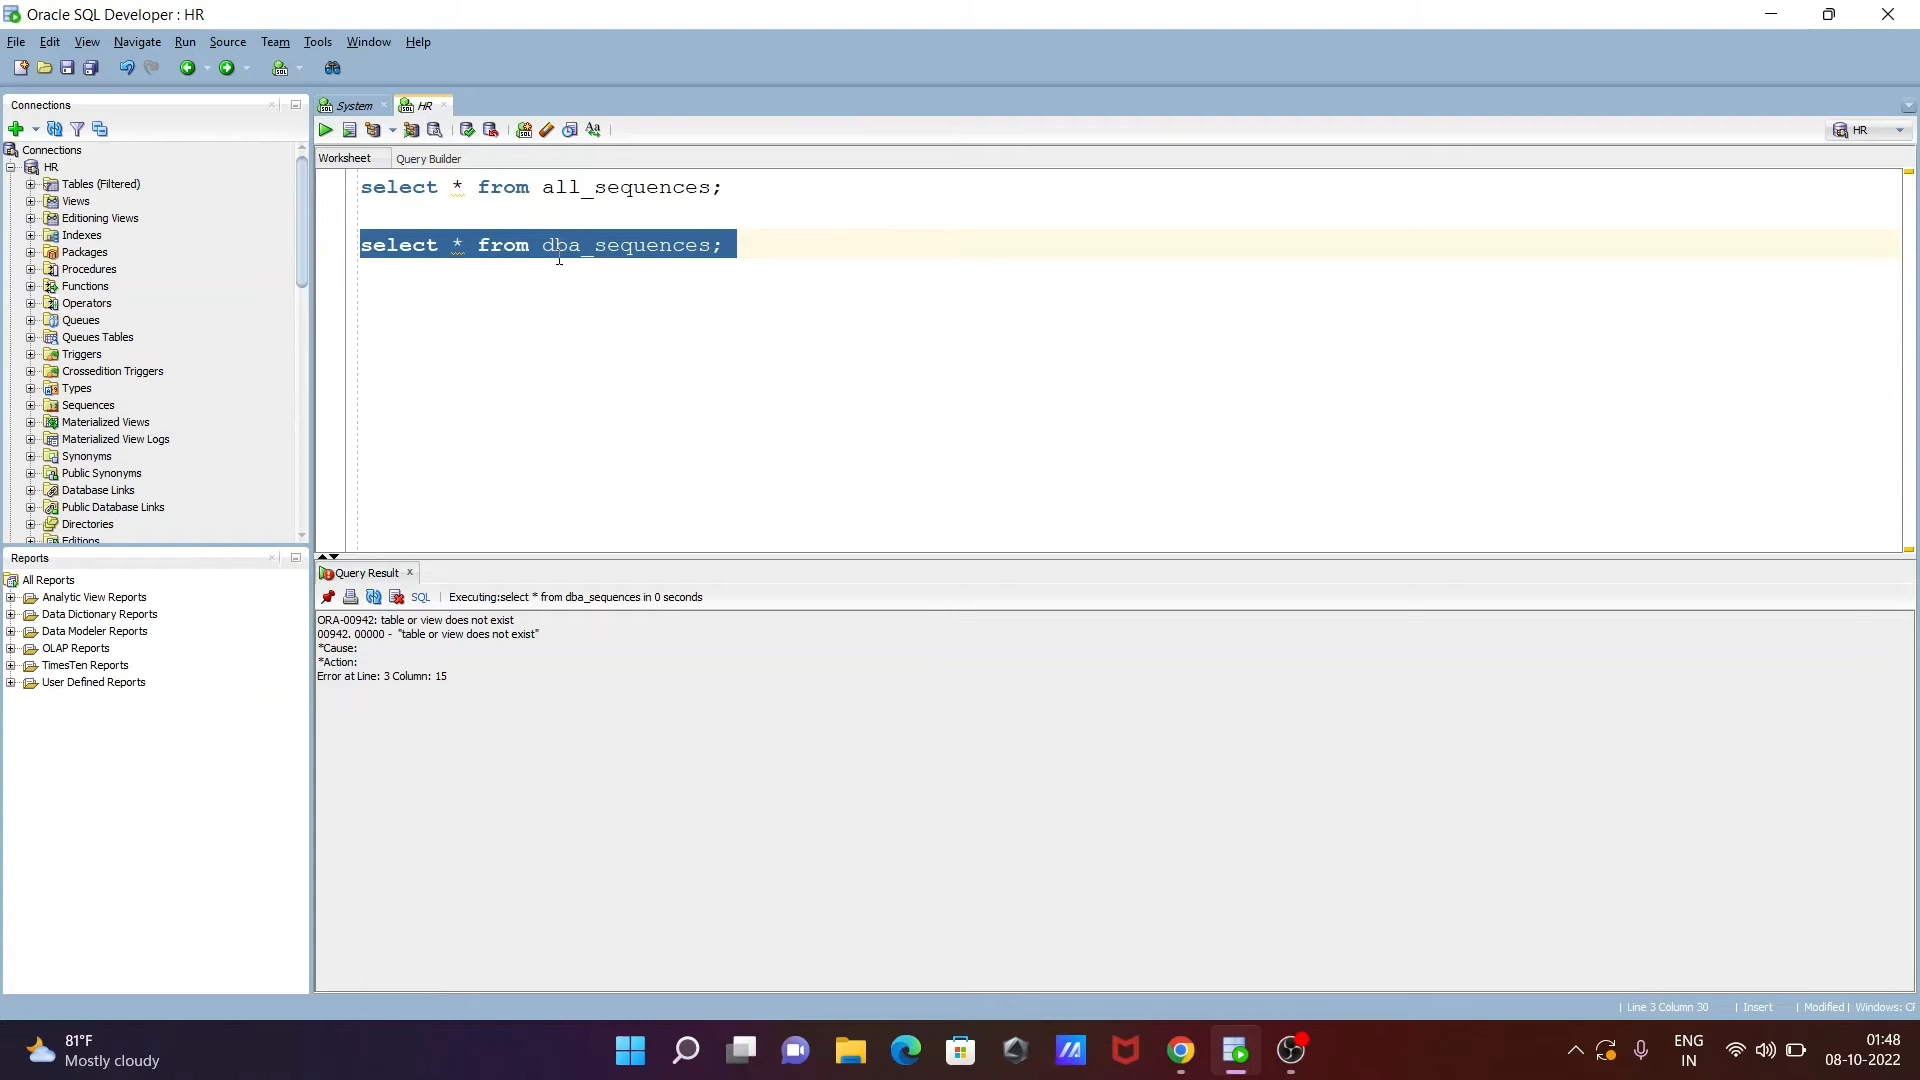 Oracle SQL Developer : HR
File Edit View Navigate Run Source Team Tools Window Help
Connections
Connections
HR
Tables (Filtered)
Views
Editioning Views
Indexes
Packages
Procedures
Functions
Operators
Queues
Queues Tables
Triggers
Crossedition Triggers
Types
Sequences
Materialized Views
Materialized View Logs
Synonyms
Public Synonyms
Database Links
Public Database Links
Directories
Editions
Reports
All Reports
Analytic View Reports
Data Dictionary Reports
Data Modeler Reports
OLAP Reports
TimesTen Reports
User Defined Reports
System HR
Aa
HR
Worksheet Query Builder
select * from all_sequences;
select * from dba_sequences;
Query Result
SQL | Executing:select * from dba_sequences in 0 seconds
ORA-00942: table or view does not exist
00942. 00000 - "table or view does not exist"
*Cause:
*Action:
Error at Line: 3 Column: 15
| Line 3 Column 30 | Insert | Modified | Windows:
81°F
Mostly cloudy
ENG
IN
01:48
08-10-2022